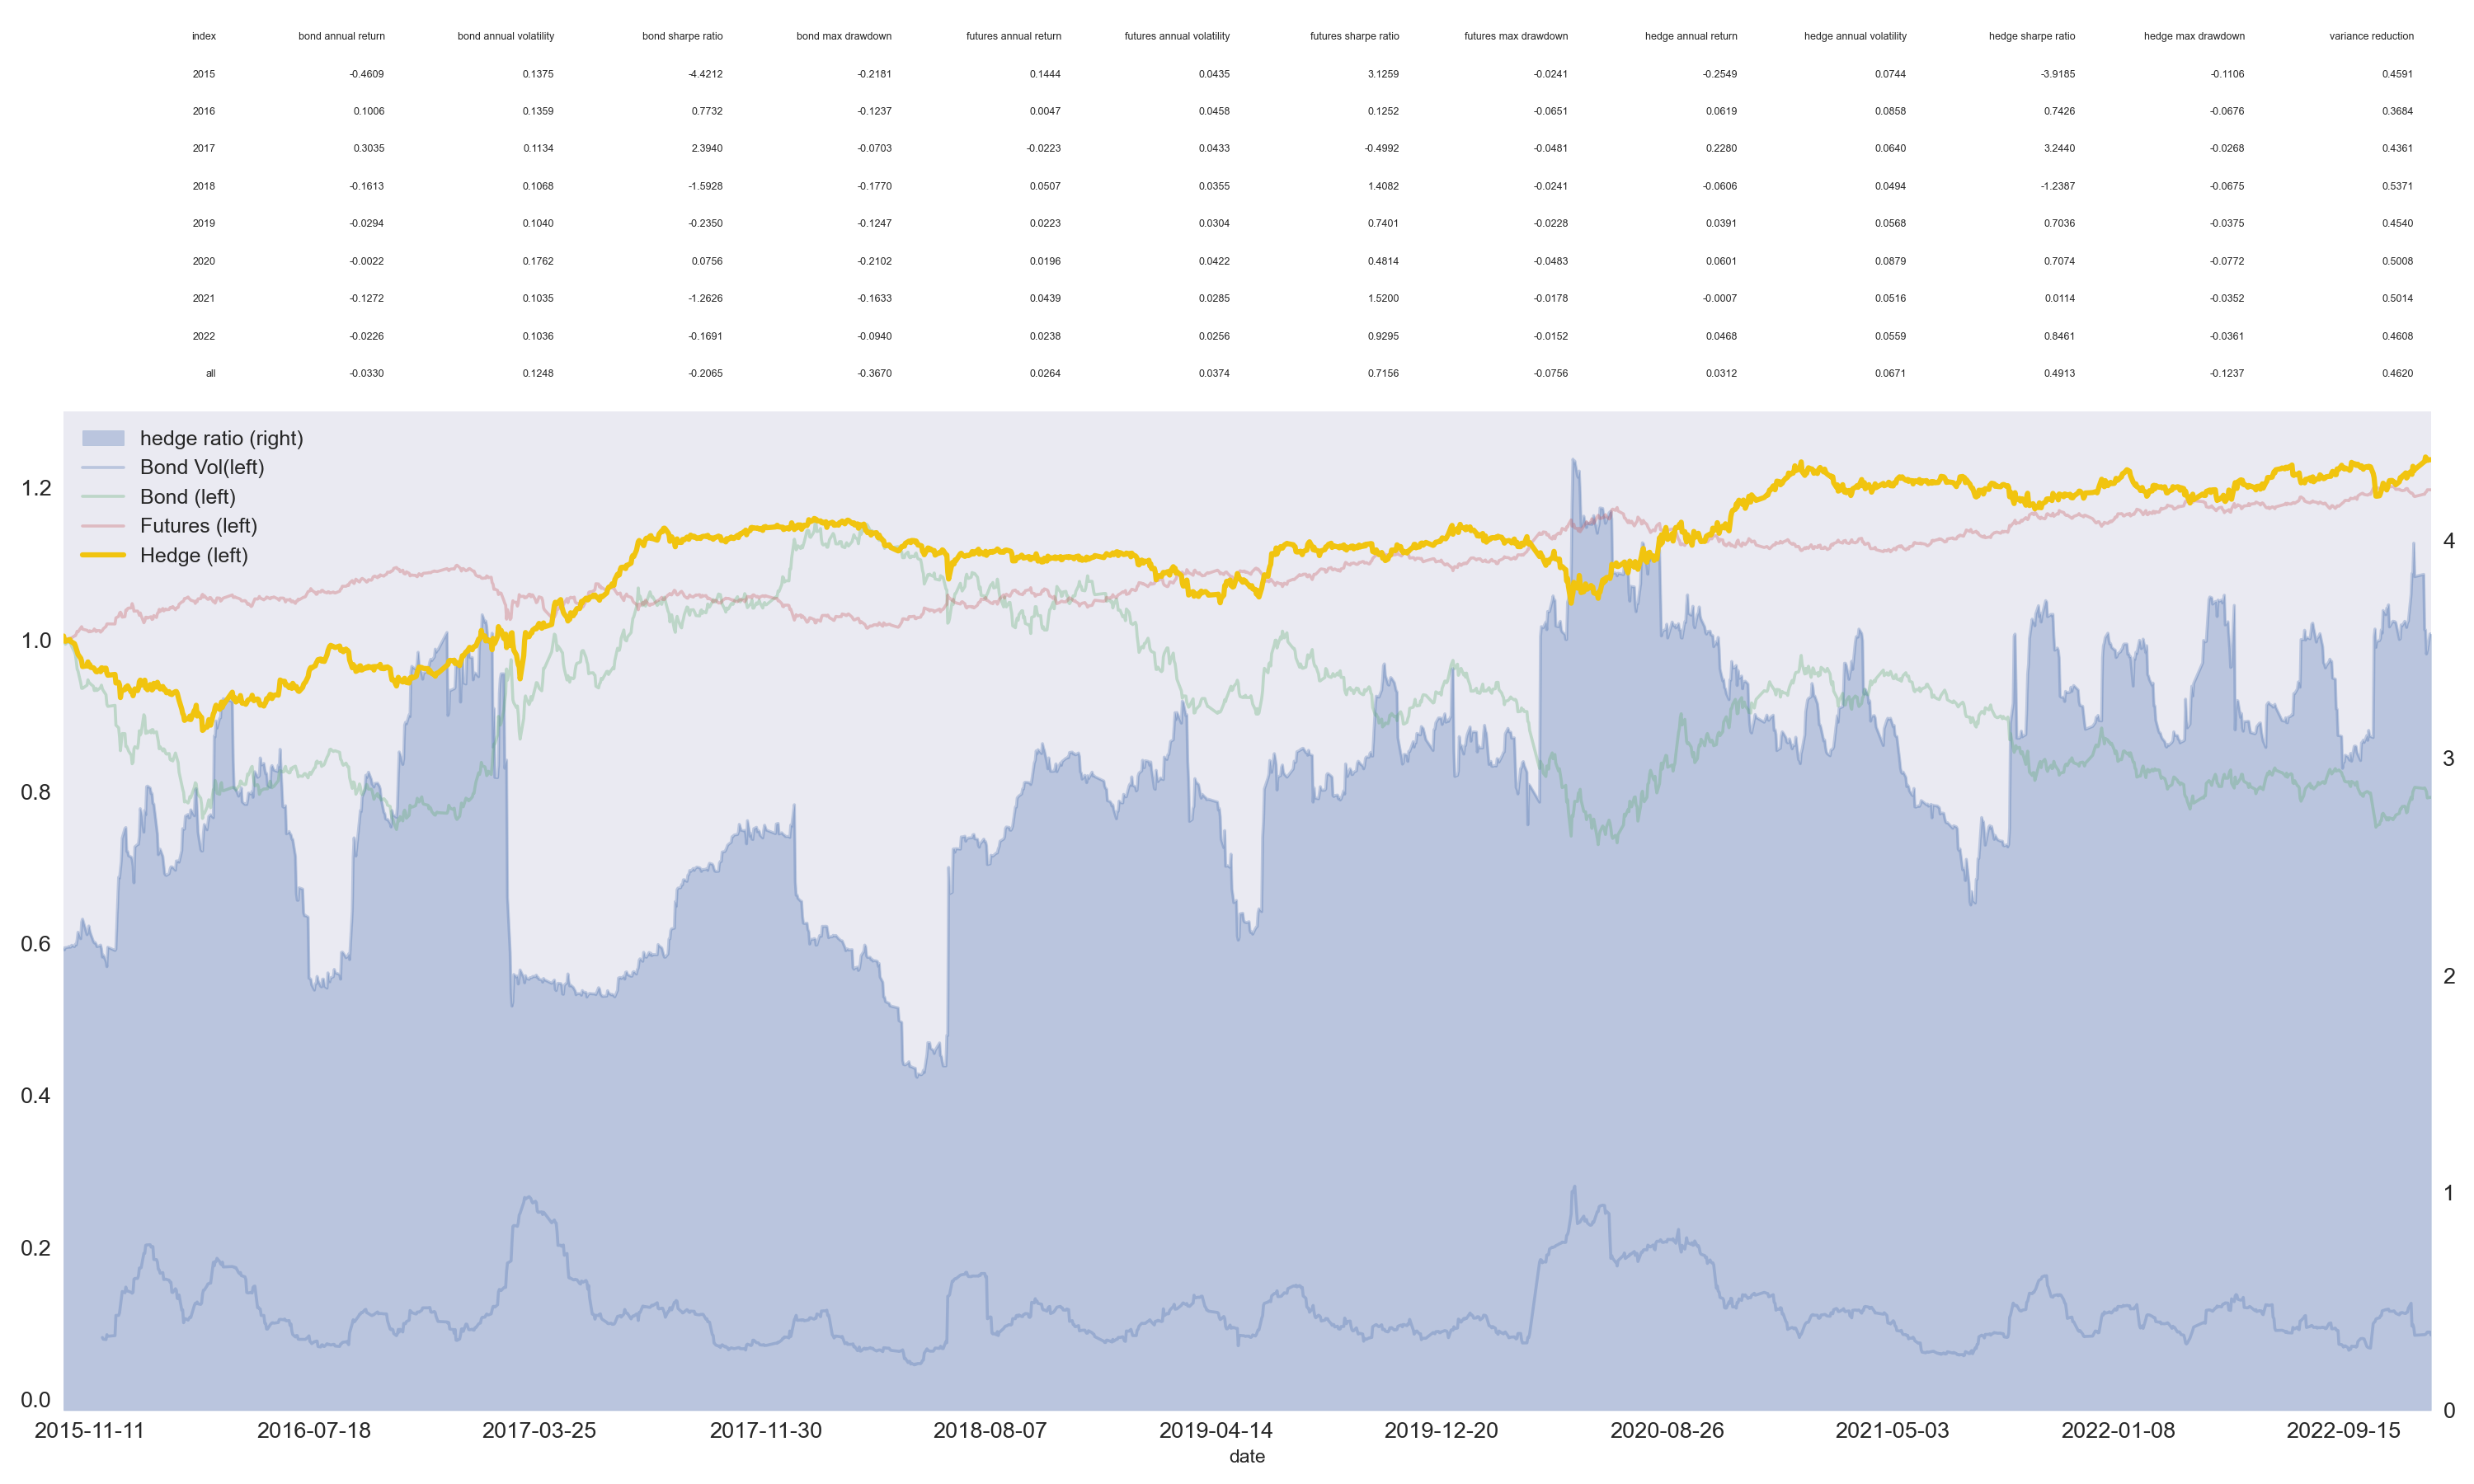 index bond annual return bond annual volatility bond sharpe ratio bond max drawdown futures annual return futures annual volatility futures sharpe ratio futures max drawdown hedge annual return hedge annual volatility hedge sharpe ratio hedge max drawdown variance reduction
2015 -0.4609 0.1375 -4.4212 -0.2181 0.1444 0.0435 3.1259 -0.0241 -0.2549 0.0744 -3.9185 -0.1106 0.4591
2016 0.1006 0.1359 0.7732 -0.1237 0.0047 0.0458 0.1252 -0.0651 0.0619 0.0858 0.7426 -0.0676 0.3684
2017 0.3035 0.1134 2.3940 -0.0703 -0.0223 0.0433 -0.4992 -0.0481 0.2280 0.0640 3.2440 -0.0268 0.4361
2018 -0.1613 0.1068 -1.5928 -0.1770 0.0507 0.0355 1.4082 -0.0241 -0.0606 0.0494 -1.2387 -0.0675 0.5371
2019 -0.0294 0.1040 -0.2350 -0.1247 0.0223 0.0304 0.7401 -0.0228 0.0391 0.0568 0.7036 -0.0375 0.4540
2020 -0.0022 0.1762 0.0756 -0.2102 0.0196 0.0422 0.4814 -0.0483 0.0601 0.0879 0.7074 -0.0772 0.5008
2021 -0.1272 0.1035 -1.2626 -0.1633 0.0439 0.0285 1.5200 -0.0178 -0.0007 0.0516 0.0114 -0.0352 0.5014
2022 -0.0226 0.1036 -0.1691 -0.0940 0.0238 0.0256 0.9295 -0.0152 0.0468 0.0559 0.8461 -0.0361 0.4608
all -0.0330 0.1248 -0.2065 -0.3670 0.0264 0.0374 0.7156 -0.0756 0.0312 0.0671 0.4913 -0.1237 0.4620
hedge ratio (right)
Bond Vol(left)
Bond (left)
Futures (left)
Hedge (left)
1.2
1.0
0.8
0.6
0.4
0.2
0.0
4
3
2
1
0
2015-11-11 2016-07-18 2017-03-25 2017-11-30 2018-08-07 2019-04-14 2019-12-20 2020-08-26 2021-05-03 2022-01-08 2022-09-15
date